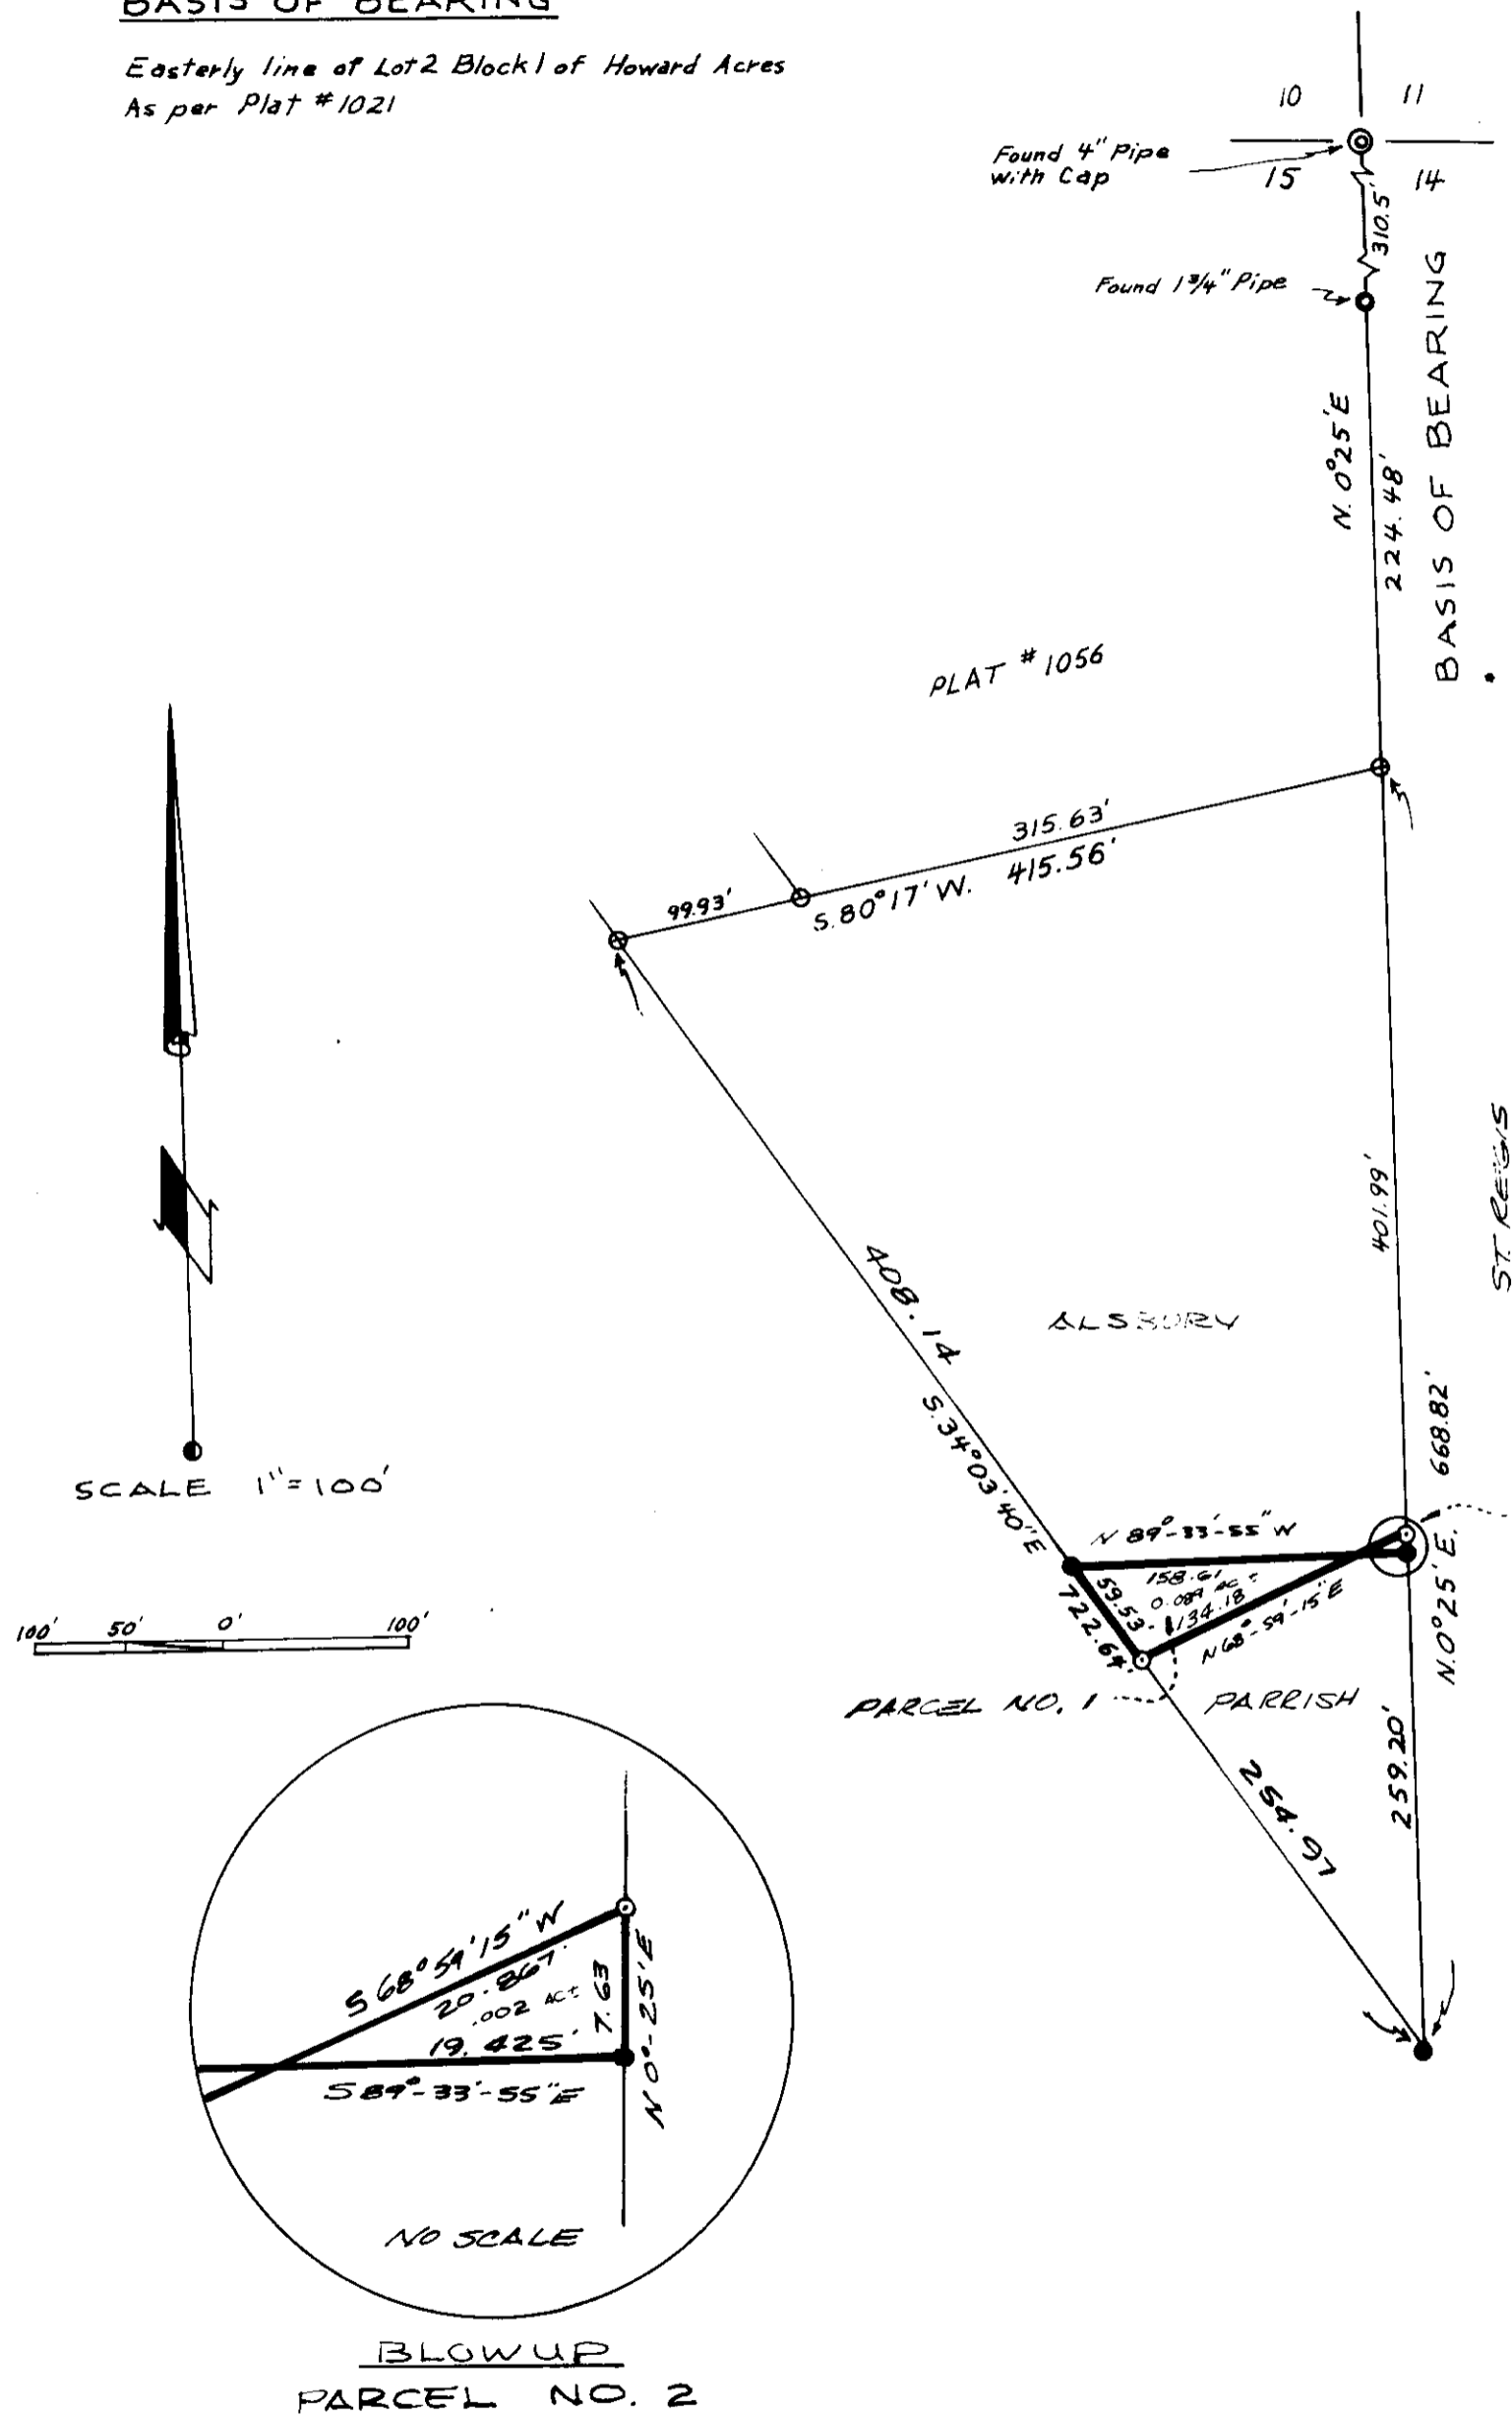 BASIS OF BEARING
Easterly line of Lot 2 Block 1 of Howard Acres
As per Plat #1021
10
11
Found 4" Pipe
with Cap
15
14
310.5'
Found 1 3/4" Pipe
N. 0°25'E
224.48'
BASIS OF BEARING
PLAT #1056
315.63'
99.93'
S. 80°17' W. 415.56'
401.99'
ST. REGIS
408.14
ALSBURY
S. 34°03'40"E
668.82'
N.0°25'E.
SCALE 1"=100'
N 89°-33'-55" W
158.61
0.089 AC ±
59.53
134.18
722.64'
N 68°-59'-15" E
100' 50' 0' 100'
PARCEL NO. 1
PARRISH
259.20'
254.97
S 68° 59' 15" W
20.867'
.002 AC±
7.63
N 0°-25'E
19.425'
S 89°-33'-55"E
NO SCALE
BLOWUP
PARCEL NO. 2